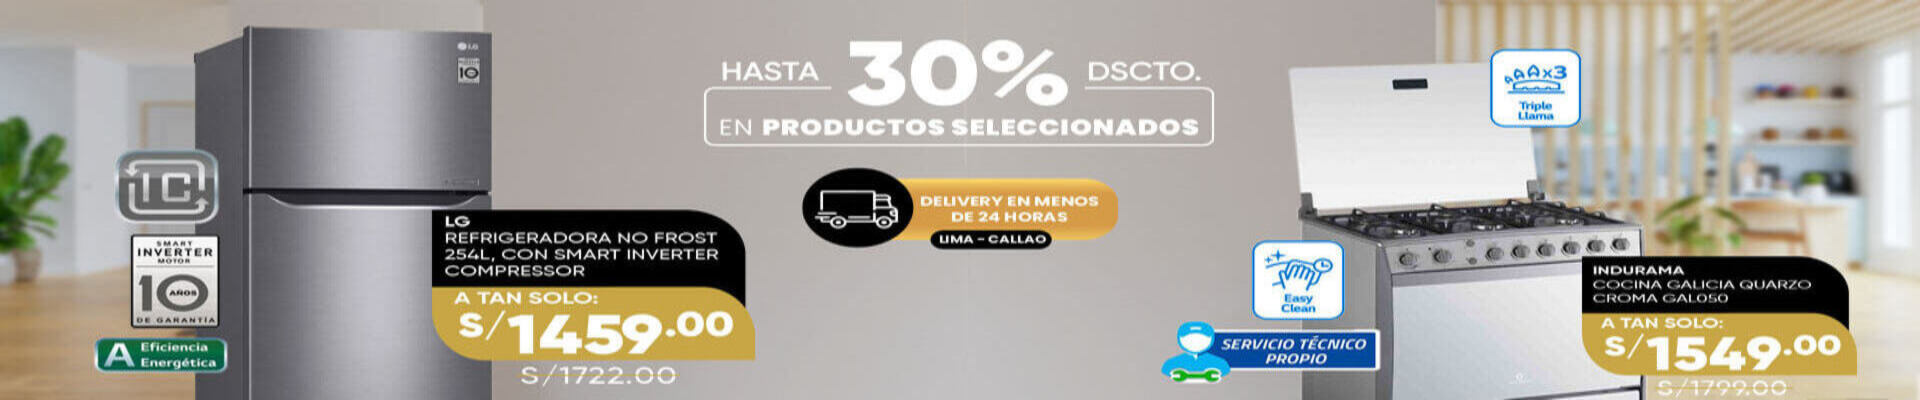 LG
10
HASTA 30% DSCTO.
EN PRODUCTOS SELECCIONADOS
DELIVERY EN MENOS
DE 24 HORAS
LIMA - CALLAO
SMART
INVERTER
MOTOR
10 AÑOS
DE GARANTÍA
A Eficiencia
Energética
LG
REFRIGERADORA NO FROST
254L, CON SMART INVERTER
COMPRESSOR
A TAN SOLO:
S/1459.00
S/1722.00
x3
Triple
Llama
Easy
Clean
SERVICIO TÉCNICO
PROPIO
INDURAMA
COCINA GALICIA QUARZO
CROMA GAL050
A TAN SOLO:
S/1549.00
S/1799.00